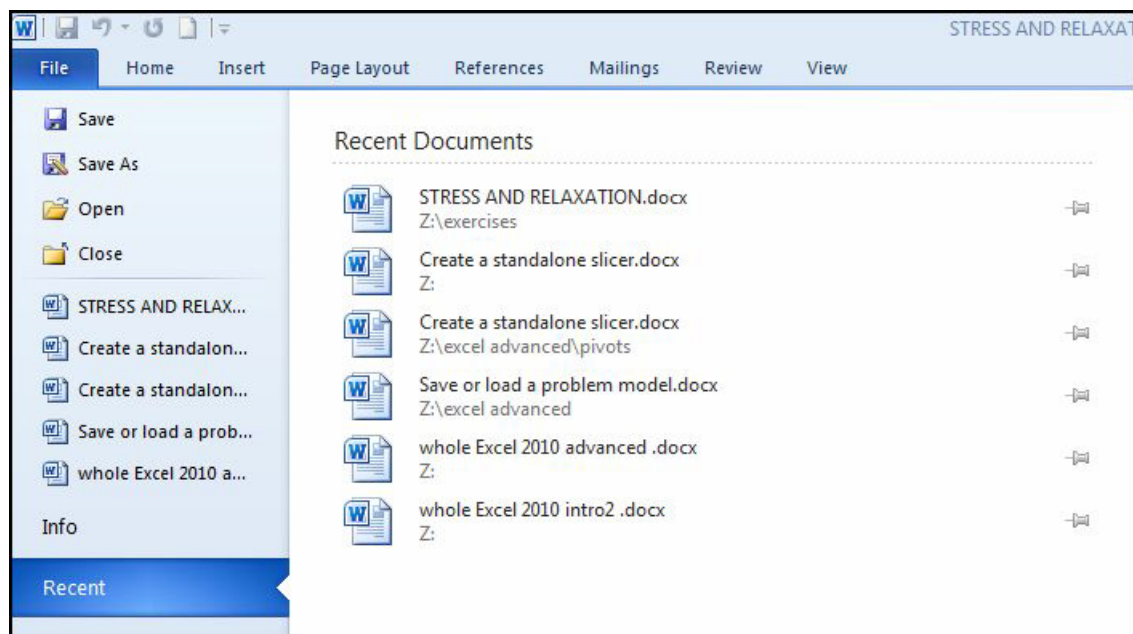 STRESS AND RELAXAT
File Home Insert Page Layout References Mailings Review View
Save
Save As
Open
Close
STRESS AND RELAX...
Create a standalon...
Create a standalon...
Save or load a prob...
whole Excel 2010 a...
Info
Recent
Recent Documents
STRESS AND RELAXATION.docx
Z:\exercises
Create a standalone slicer.docx
Z:
Create a standalone slicer.docx
Z:\excel advanced\pivots
Save or load a problem model.docx
Z:\excel advanced
whole Excel 2010 advanced .docx
Z:
whole Excel 2010 intro2 .docx
Z: